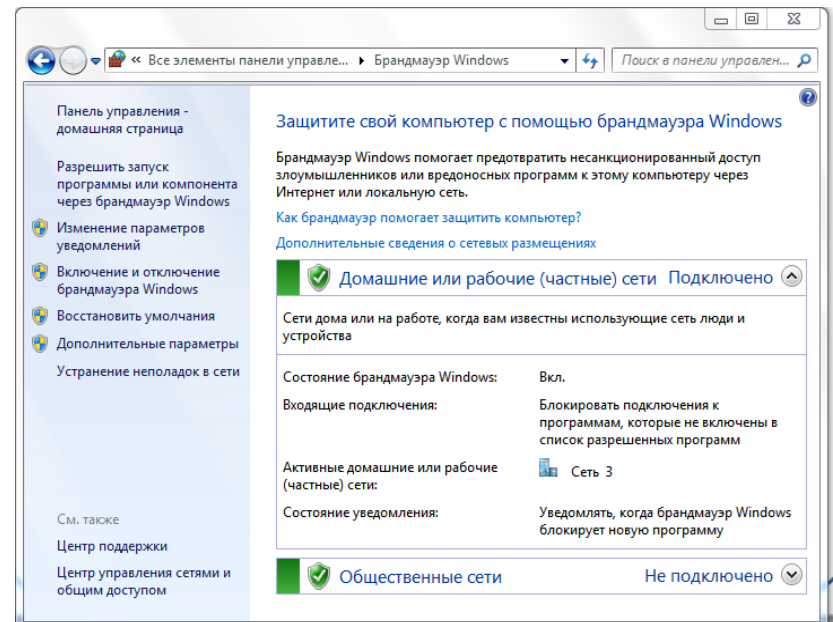 « Все элементы панели управле... ▸ Брандмауэр Windows
Поиск в панели управлен...
Панель управления -
домашняя страница
Разрешить запуск
программы или компонента
через брандмауэр Windows
Изменение параметров
уведомлений
Включение и отключение
брандмауэра Windows
Восстановить умолчания
Дополнительные параметры
Устранение неполадок в сети
См. также
Центр поддержки
Центр управления сетями и
общим доступом
Защитите свой компьютер с помощью брандмауэра Windows
Брандмауэр Windows помогает предотвратить несанкционированный доступ
злоумышленников или вредоносных программ к этому компьютеру через
Интернет или локальную сеть.
Как брандмауэр помогает защитить компьютер?
Дополнительные сведения о сетевых размещениях
Домашние или рабочие (частные) сети Подключено
Сети дома или на работе, когда вам известны использующие сеть люди и
устройства
Состояние брандмауэра Windows: Вкл.
Входящие подключения: Блокировать подключения к
программам, которые не включены в
список разрешенных программ
Активные домашние или рабочие
(частные) сети: Сеть 3
Состояние уведомления: Уведомлять, когда брандмауэр Windows
блокирует новую программу
Общественные сети Не подключено